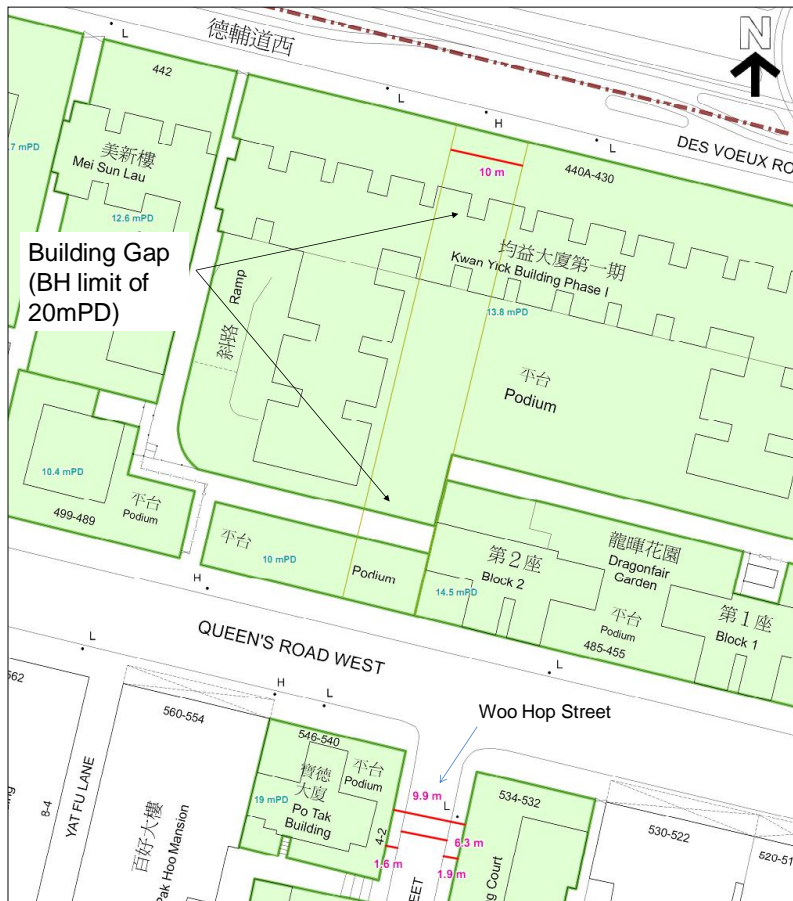 德輔道西
N
L
442
L
H
L
DES VOEUX RO
10 m
440A-430
.7 mPD
美新樓
Mei Sun Lau
12.6 mPD
Building Gap
(BH limit of
20mPD)
均益大廈第一期
Kwan Yick Building Phase I
13.8 mPD
斜路
Ramp
平台
Podium
10.4 mPD
平台
Podium
499-489
平台
10 mPD
Podium
第2座
Block 2
14.5 mPD
龍暉花園
Dragonfair
Garden
平台
Podium
485-455
第1座
Block 1
H
L
QUEEN'S ROAD WEST
L
H
L
562
560-554
Woo Hop Street
546-540
平台
Podium
寶德
大廈
Po Tak
Building
19 mPD
4-2
YAT FU LANE
8-4
百好大樓
Pak Hoo Mansion
9.9 m
L
6.3 m
1.6 m
1.9 m
EET
534-532
ng Court
530-522
520-51